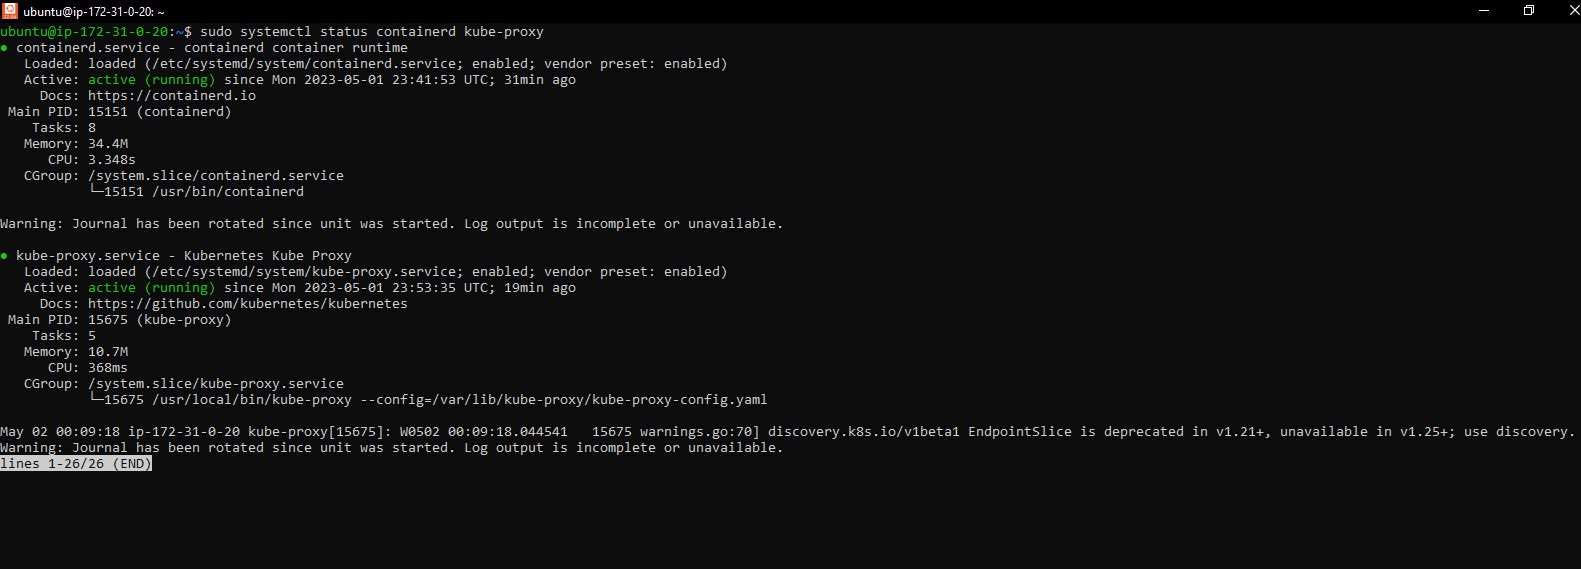 ubuntu@ip-172-31-0-20: ~
ubuntu@ip-172-31-0-20:~$ sudo systemctl status containerd kube-proxy
● containerd.service - containerd container runtime
Loaded: loaded (/etc/systemd/system/containerd.service; enabled; vendor preset: enabled)
Active: active (running) since Mon 2023-05-01 23:41:53 UTC; 31min ago
Docs: https://containerd.io
Main PID: 15151 (containerd)
Tasks: 8
Memory: 34.4M
CPU: 3.348s
CGroup: /system.slice/containerd.service
└─15151 /usr/bin/containerd
Warning: Journal has been rotated since unit was started. Log output is incomplete or unavailable.
● kube-proxy.service - Kubernetes Kube Proxy
Loaded: loaded (/etc/systemd/system/kube-proxy.service; enabled; vendor preset: enabled)
Active: active (running) since Mon 2023-05-01 23:53:35 UTC; 19min ago
Docs: https://github.com/kubernetes/kubernetes
Main PID: 15675 (kube-proxy)
Tasks: 5
Memory: 10.7M
CPU: 368ms
CGroup: /system.slice/kube-proxy.service
└─15675 /usr/local/bin/kube-proxy --config=/var/lib/kube-proxy/kube-proxy-config.yaml
May 02 00:09:18 ip-172-31-0-20 kube-proxy[15675]: W0502 00:09:18.044541 15675 warnings.go:70] discovery.k8s.io/v1beta1 EndpointSlice is deprecated in v1.21+, unavailable in v1.25+; use discovery.
Warning: Journal has been rotated since unit was started. Log output is incomplete or unavailable.
lines 1-26/26 (END)